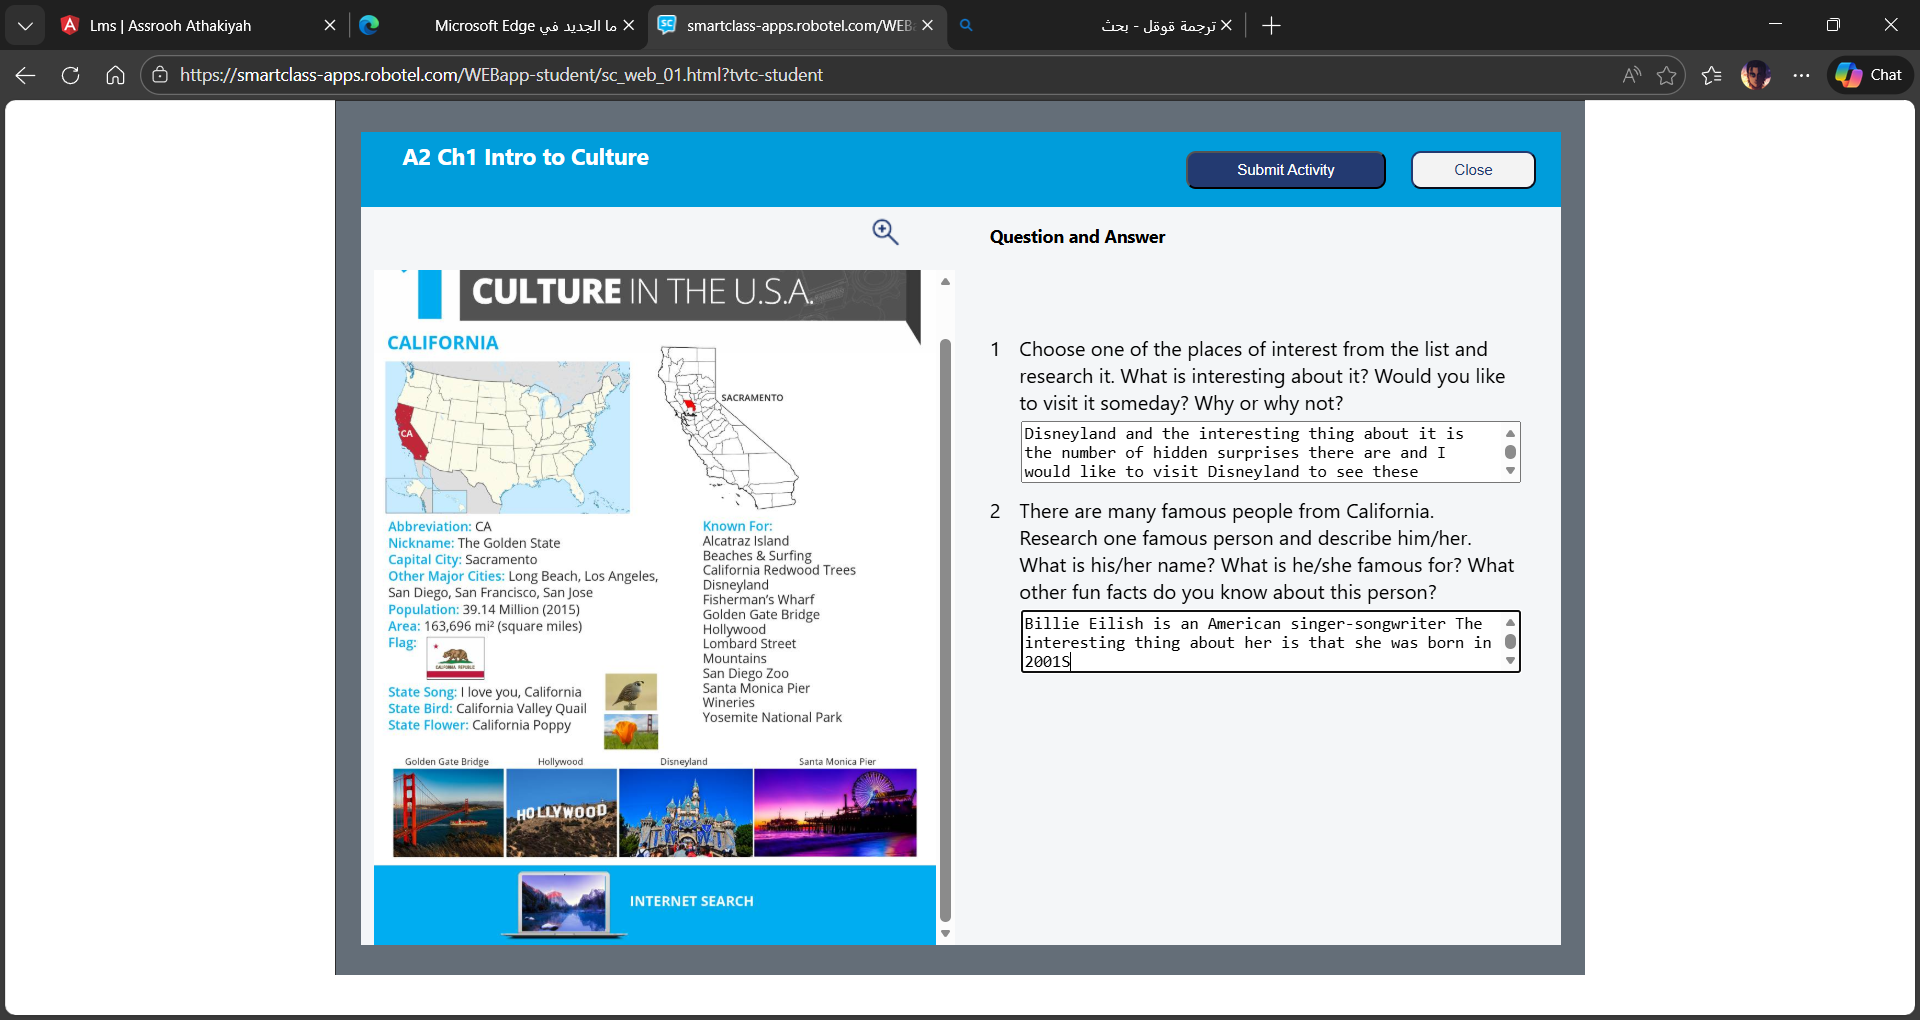 Lms | Assrooh Athakiyah
ما الجديد في Microsoft Edge
SC
smartclass-apps.robotel.com/WEB
ترجمة قوقل - بحث
https://smartclass-apps.robotel.com/WEBapp-student/sc_web_01.html?tvtc-student
Chat
A2 Ch1 Intro to Culture
Submit Activity
Close
CULTURE IN THE U.S.A.
CALIFORNIA
CA
SACRAMENTO
Abbreviation: CA
Nickname: The Golden State
Capital City: Sacramento
Other Major Cities: Long Beach, Los Angeles,
San Diego, San Francisco, San Jose
Population: 39.14 Million (2015)
Area: 163,696 mi² (square miles)
Flag:
CALIFORNIA REPUBLIC
State Song: I love you, California
State Bird: California Valley Quail
State Flower: California Poppy
Known For:
Alcatraz Island
Beaches & Surfing
California Redwood Trees
Disneyland
Fisherman's Wharf
Golden Gate Bridge
Hollywood
Lombard Street
Mountains
San Diego Zoo
Santa Monica Pier
Wineries
Yosemite National Park
Golden Gate Bridge
Hollywood
Disneyland
Santa Monica Pier
HOLLYWOOD
INTERNET SEARCH
Question and Answer
1 Choose one of the places of interest from the list and
research it. What is interesting about it? Would you like
to visit it someday? Why or why not?
Disneyland and the interesting thing about it is
the number of hidden surprises there are and I
would like to visit Disneyland to see these
2 There are many famous people from California.
Research one famous person and describe him/her.
What is his/her name? What is he/she famous for? What
other fun facts do you know about this person?
Billie Eilish is an American singer-songwriter The
interesting thing about her is that she was born in
2001S